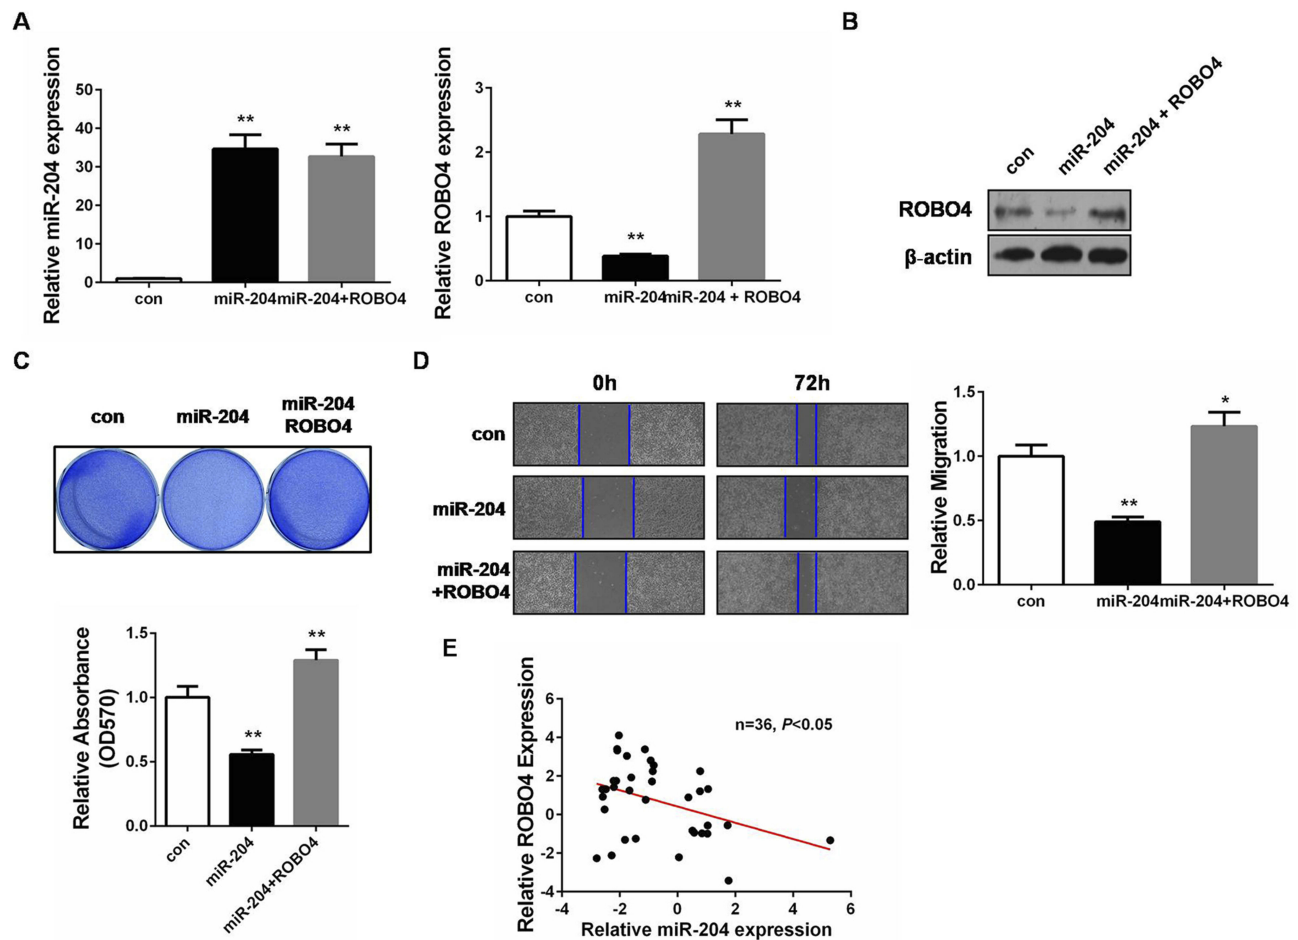 A
B
Relative miR-204 expression
50
40
30
20
10
0
**
**
con
miR-204
miR-204+ROBO4
Relative ROBO4 expression
3
2
1
0
**
**
con
miR-204
miR-204 + ROBO4
con
miR-204
miR-204 + ROBO4
ROBO4
β-actin
C
con
miR-204
miR-204
ROBO4
Relative Absorbance
(OD570)
1.5
1.0
0.5
0.0
**
**
con
miR-204
miR-204+ROBO4
D
0h
72h
con
miR-204
miR-204
+ROBO4
Relative Migration
1.5
1.0
0.5
0.0
**
*
con
miR-204
miR-204+ROBO4
E
Relative ROBO4 Expression
6
4
2
0
-2
-4
n=36, P<0.05
-4
-2
0
2
4
6
Relative miR-204 expression